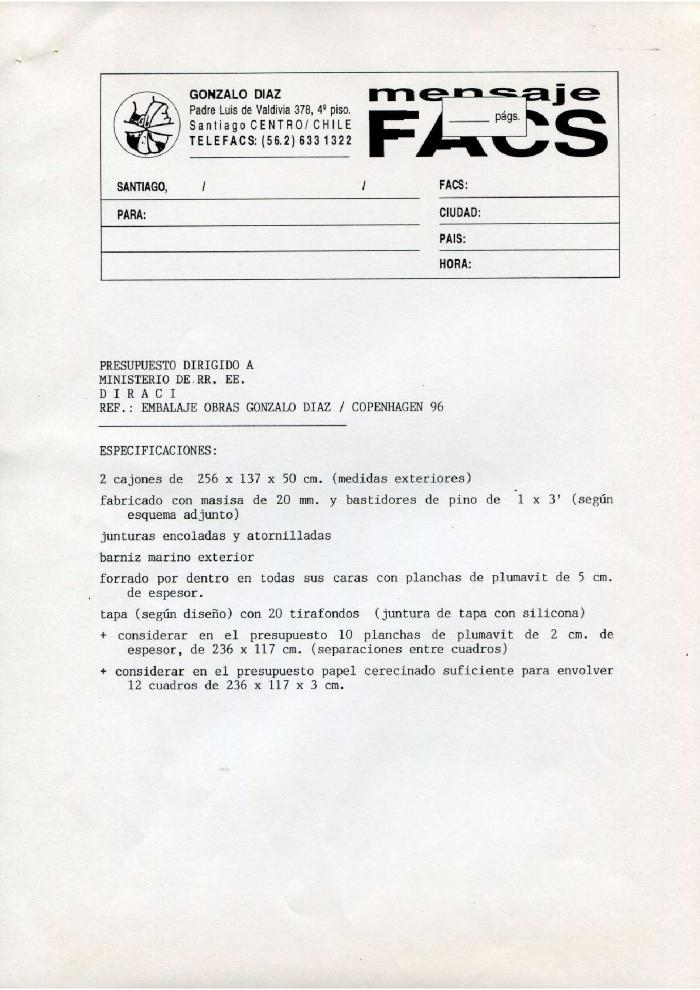 GONZALO DIAZ
Padre Luis de Valdivia 378, 4º piso.
Santiago CENTRO/ CHILE
TELEFACS: (56.2) 633 1322
mensaje
FACS
págs.
SANTIAGO, / /
PARA:
FACS:
CIUDAD:
PAIS:
HORA:
PRESUPUESTO DIRIGIDO A
MINISTERIO DE RR. EE.
D I R A C I
REF.: EMBALAJE OBRAS GONZALO DIAZ / COPENHAGEN 96
ESPECIFICACIONES:
2 cajones de 256 x 137 x 50 cm. (medidas exteriores)
fabricado con masisa de 20 mm. y bastidores de pino de 1 x 3' (según
esquema adjunto)
junturas encoladas y atornilladas
barniz marino exterior
forrado por dentro en todas sus caras con planchas de plumavit de 5 cm.
de espesor.
tapa (según diseño) con 20 tirafondos (juntura de tapa con silicona)
+ considerar en el presupuesto 10 planchas de plumavit de 2 cm. de
espesor, de 236 x 117 cm. (separaciones entre cuadros)
+ considerar en el presupuesto papel cerecinado suficiente para envolver
12 cuadros de 236 x 117 x 3 cm.